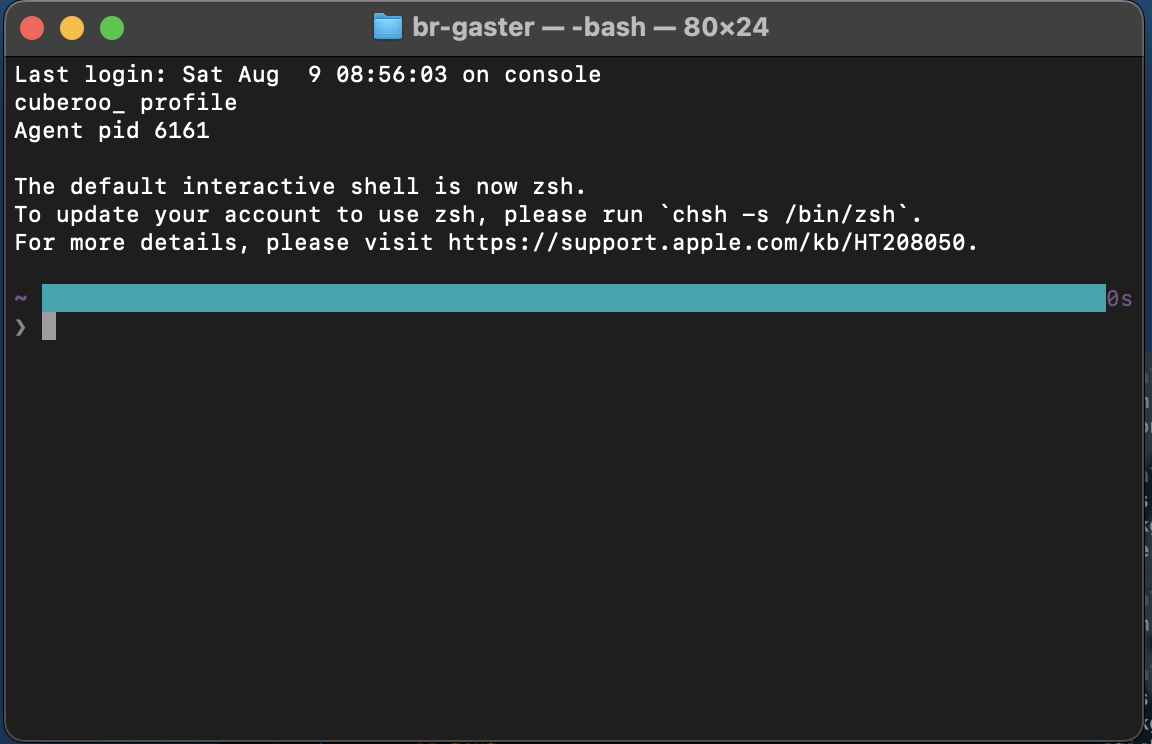 br-gaster — -bash — 80×24
Last login: Sat Aug  9 08:56:03 on console
cuberoo_ profile
Agent pid 6161
The default interactive shell is now zsh.
To update your account to use zsh, please run `chsh -s /bin/zsh`.
For more details, please visit https://support.apple.com/kb/HT208050.
~ 0s
❯